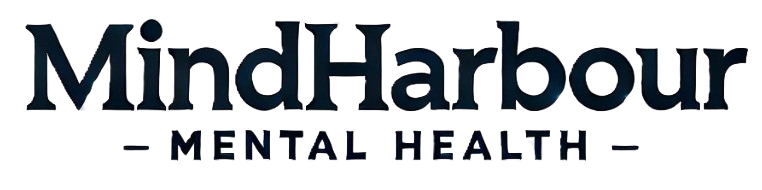 MindHarbour
– MENTAL HEALTH –